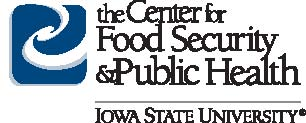 the Center for
Food Security
& Public Health
IOWA STATE UNIVERSITY®